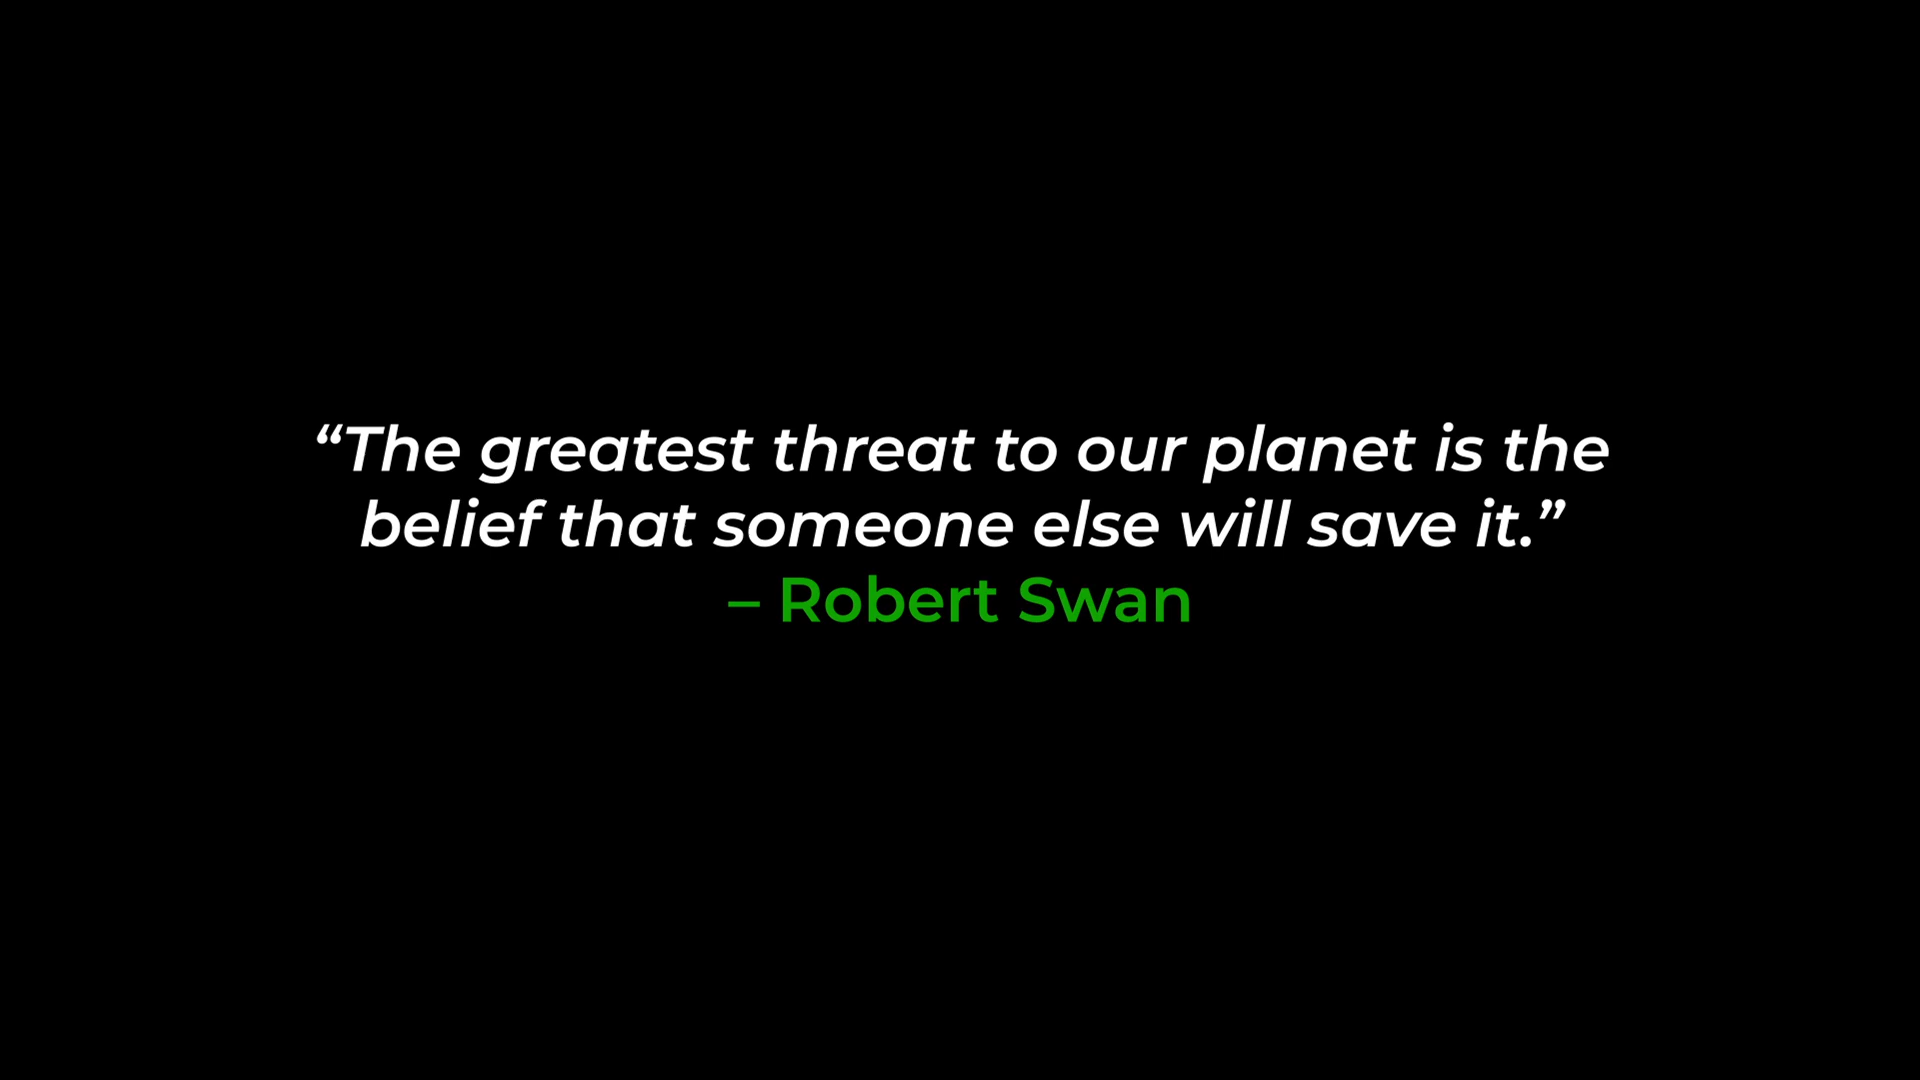 “The greatest threat to our planet is the
belief that someone else will save it.”
– Robert Swan